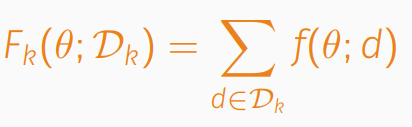 F_k(θ; 𝒟_k) = ∑_{d∈𝒟_k} f(θ; d)